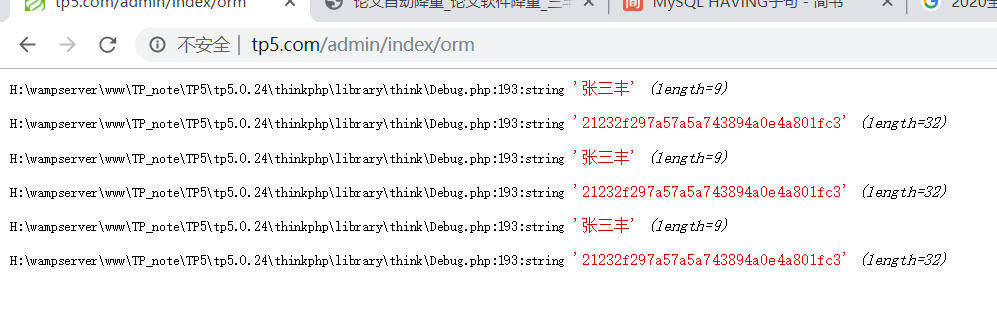 tp5.com/admin/index/orm
论文自动降重_论文软件降重_三
MySQL HAVING子句 - 简书
不安全 | tp5.com/admin/index/orm
H:\wampserver\www\TP_note\TP5\tp5.0.24\thinkphp\library\think\Debug.php:193:string '张三丰' (length=9)
H:\wampserver\www\TP_note\TP5\tp5.0.24\thinkphp\library\think\Debug.php:193:string '21232f297a57a5a743894a0e4a801fc3' (length=32)
H:\wampserver\www\TP_note\TP5\tp5.0.24\thinkphp\library\think\Debug.php:193:string '张三丰' (length=9)
H:\wampserver\www\TP_note\TP5\tp5.0.24\thinkphp\library\think\Debug.php:193:string '21232f297a57a5a743894a0e4a801fc3' (length=32)
H:\wampserver\www\TP_note\TP5\tp5.0.24\thinkphp\library\think\Debug.php:193:string '张三丰' (length=9)
H:\wampserver\www\TP_note\TP5\tp5.0.24\thinkphp\library\think\Debug.php:193:string '21232f297a57a5a743894a0e4a801fc3' (length=32)